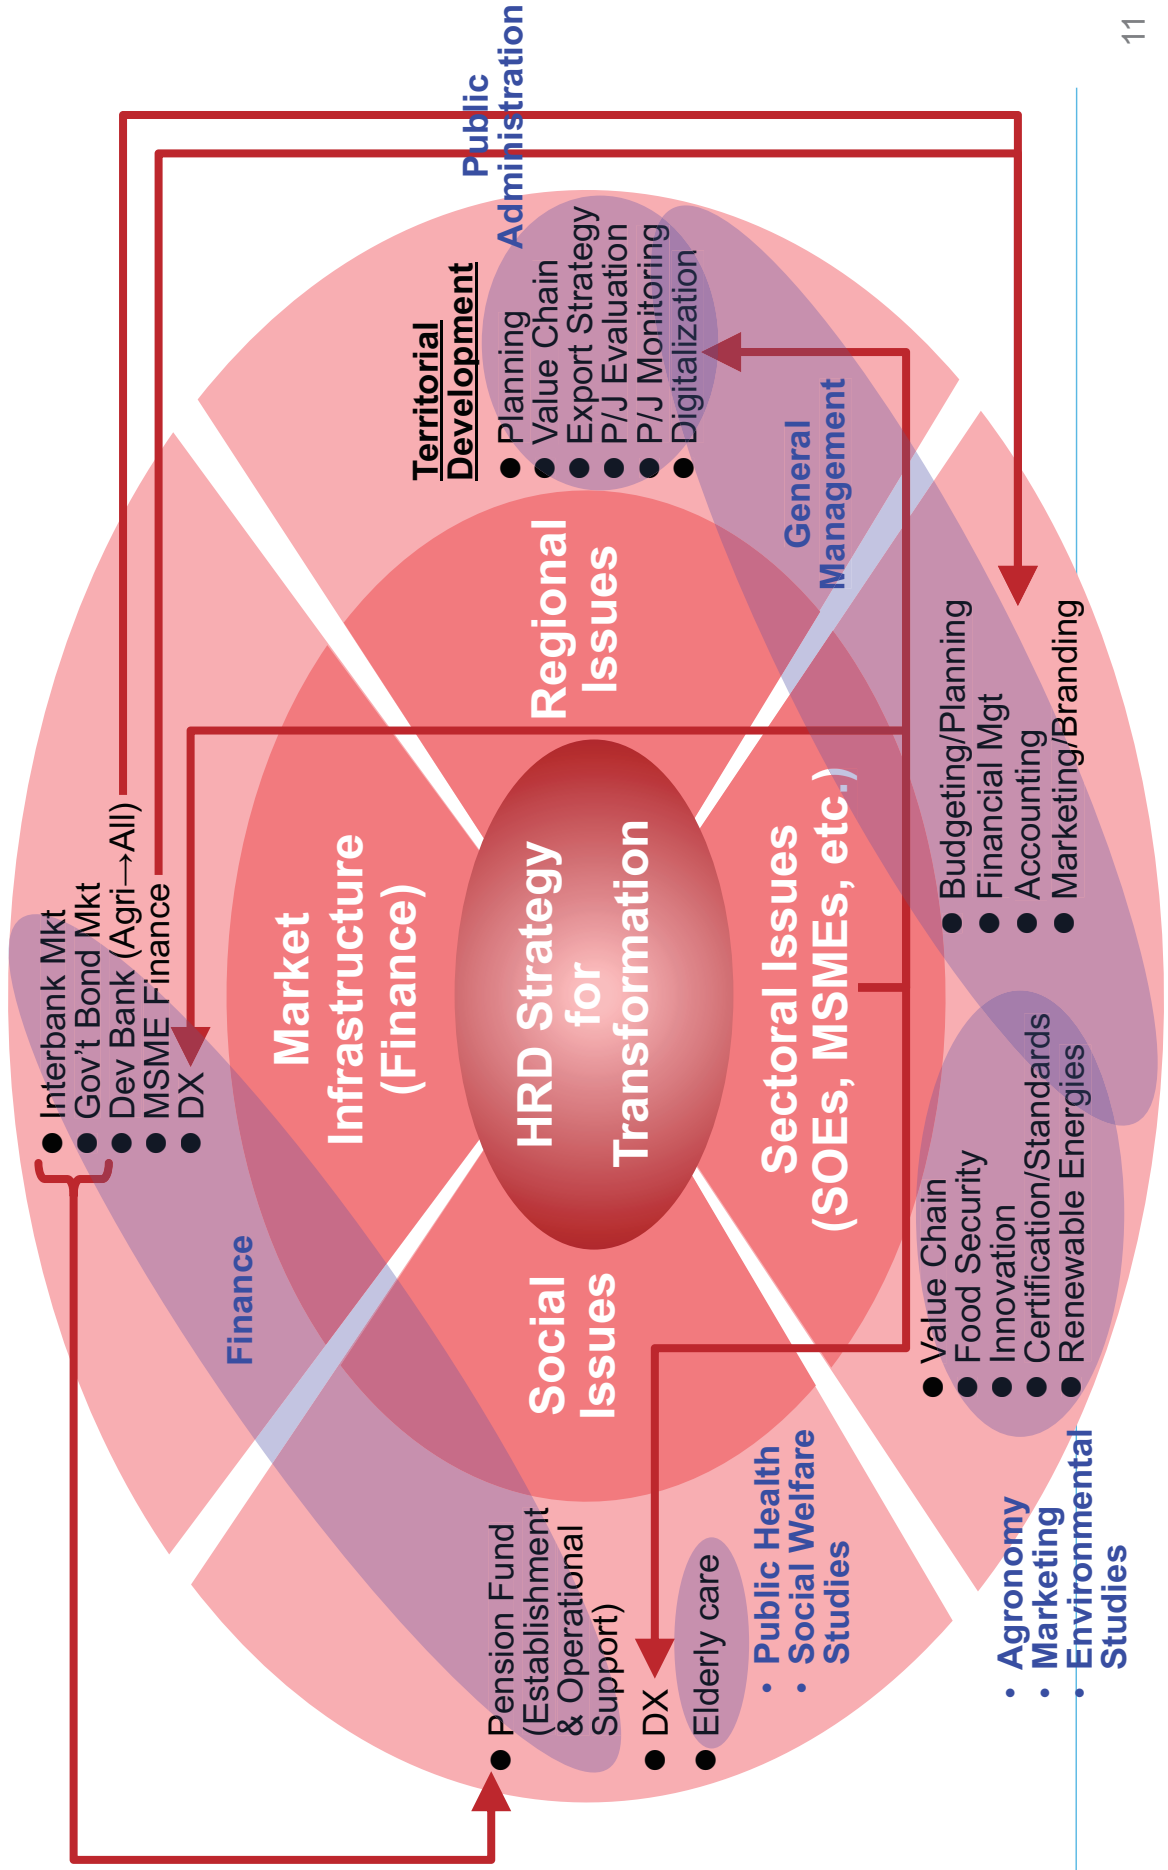 ● Interbank Mkt
● Gov’t Bond Mkt
● Dev Bank (Agri→All)
● MSME Finance
● DX
Finance
Market
Infrastructure
(Finance)
Public
Administration
Territorial
Development
● Planning
● Value Chain
● Export Strategy
● P/J Evaluation
● P/J Monitoring
● Digitalization
Social
Issues
HRD Strategy
for
Transformation
Regional
Issues
● Pension Fund
(Establishment
& Operational
Support)
● DX
● Elderly care
• Public Health
• Social Welfare
Studies
Sectoral Issues
(SOEs, MSMEs, etc.)
General
Management
● Value Chain
● Food Security
● Innovation
● Certification/Standards
● Renewable Energies
● Budgeting/Planning
● Financial Mgt
● Accounting
● Marketing/Branding
• Agronomy
• Marketing
• Environmental
Studies
11